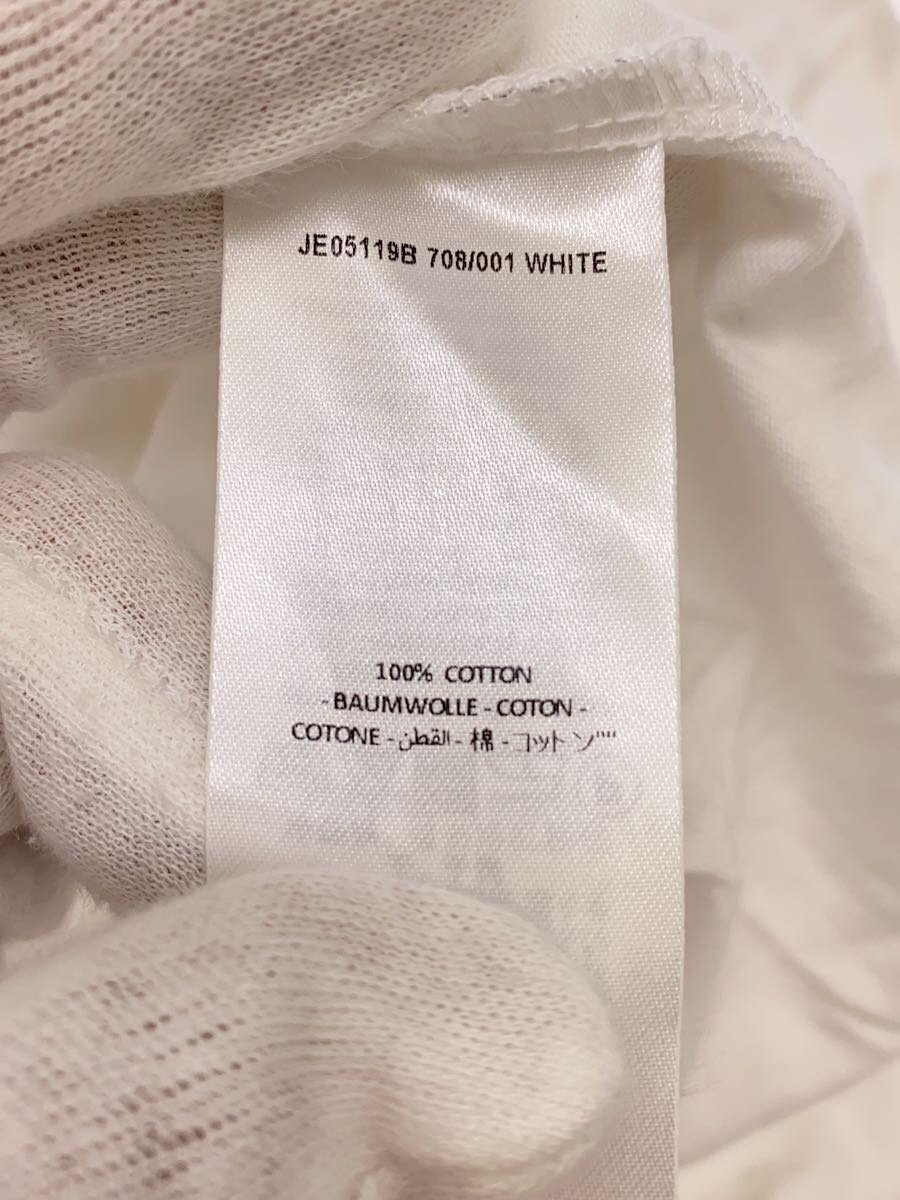 JE05119B 708/001 WHITE
100% COTTON
- BAUMWOLLE - COTON -
COTONE - القطن - 棉 - コットン""